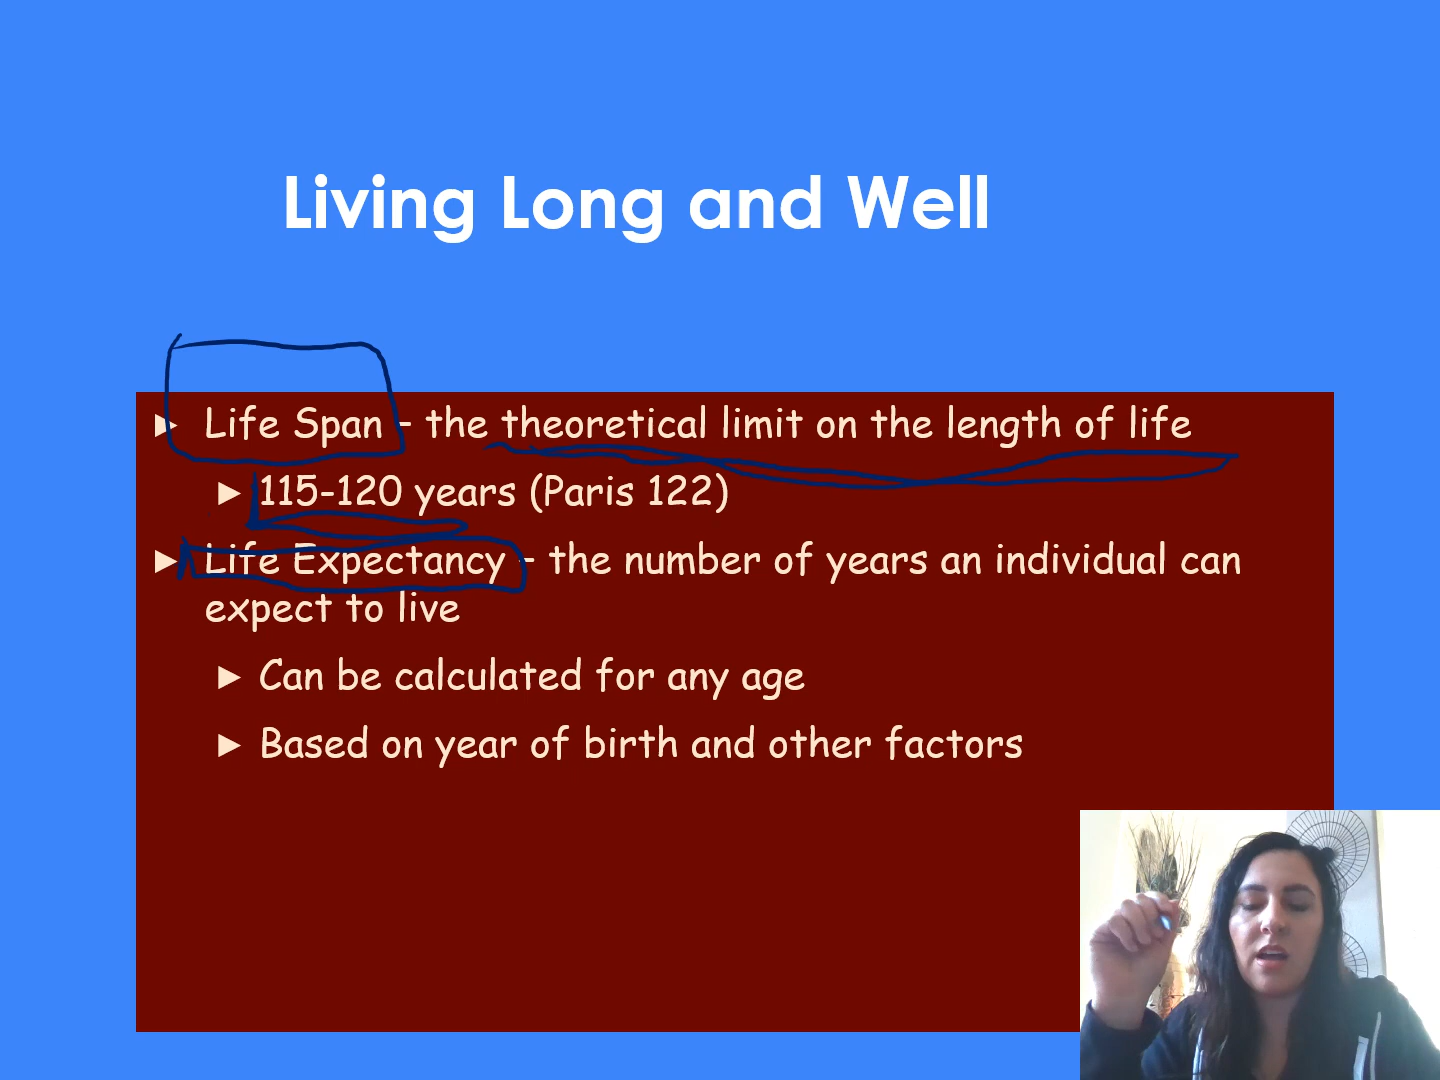 Living Long and Well
► Life Span – the theoretical limit on the length of life
► 115-120 years (Paris 122)
► Life Expectancy – the number of years an individual can
expect to live
► Can be calculated for any age
► Based on year of birth and other factors